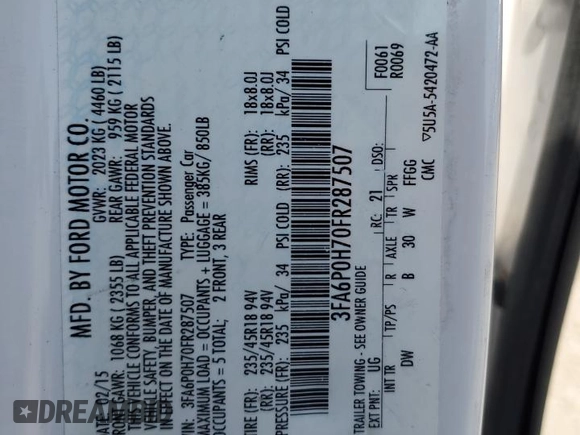 MFD. BY FORD MOTOR CO.
GVWR: 2023 KG ( 4460 LB)
FRONT GAWR: 1068 KG ( 2355 LB) REAR GAWR: 959 KG ( 2115 LB)
THIS VEHICLE CONFORMS TO ALL APPLICABLE FEDERAL MOTOR
VEHICLE SAFETY, BUMPER, AND THEFT PREVENTION STANDARDS
IN EFFECT ON THE DATE OF MANUFACTURE SHOWN ABOVE.
VIN: 3FA6P0H70FR287507 TYPE: Passenger Car
MAXIMUM LOAD = OCCUPANTS + LUGGAGE = 385KG/ 850LB
OCCUPANTS = 5 TOTAL, 2 FRONT, 3 REAR
TIRE (FR): 235/45R18 94V RIMS (FR): 18x8.0J
(RR): 235/45R18 94V (RR): 18x8.0J
PRESSURE (FR): 235 kPa/ 34 PSI COLD (RR): 235 kPa/ 34 PSI COLD
3FA6P0H70FR287507
TRAILER TOWING - SEE OWNER GUIDE
F0061
R0069
EXT PNT: UG RC: 21 DSO:
INT TR TP/PS R AXLE TR SPR
DW B 30 W FFGG
CMC
▽5U5A-5420472-AA
DREAMBID